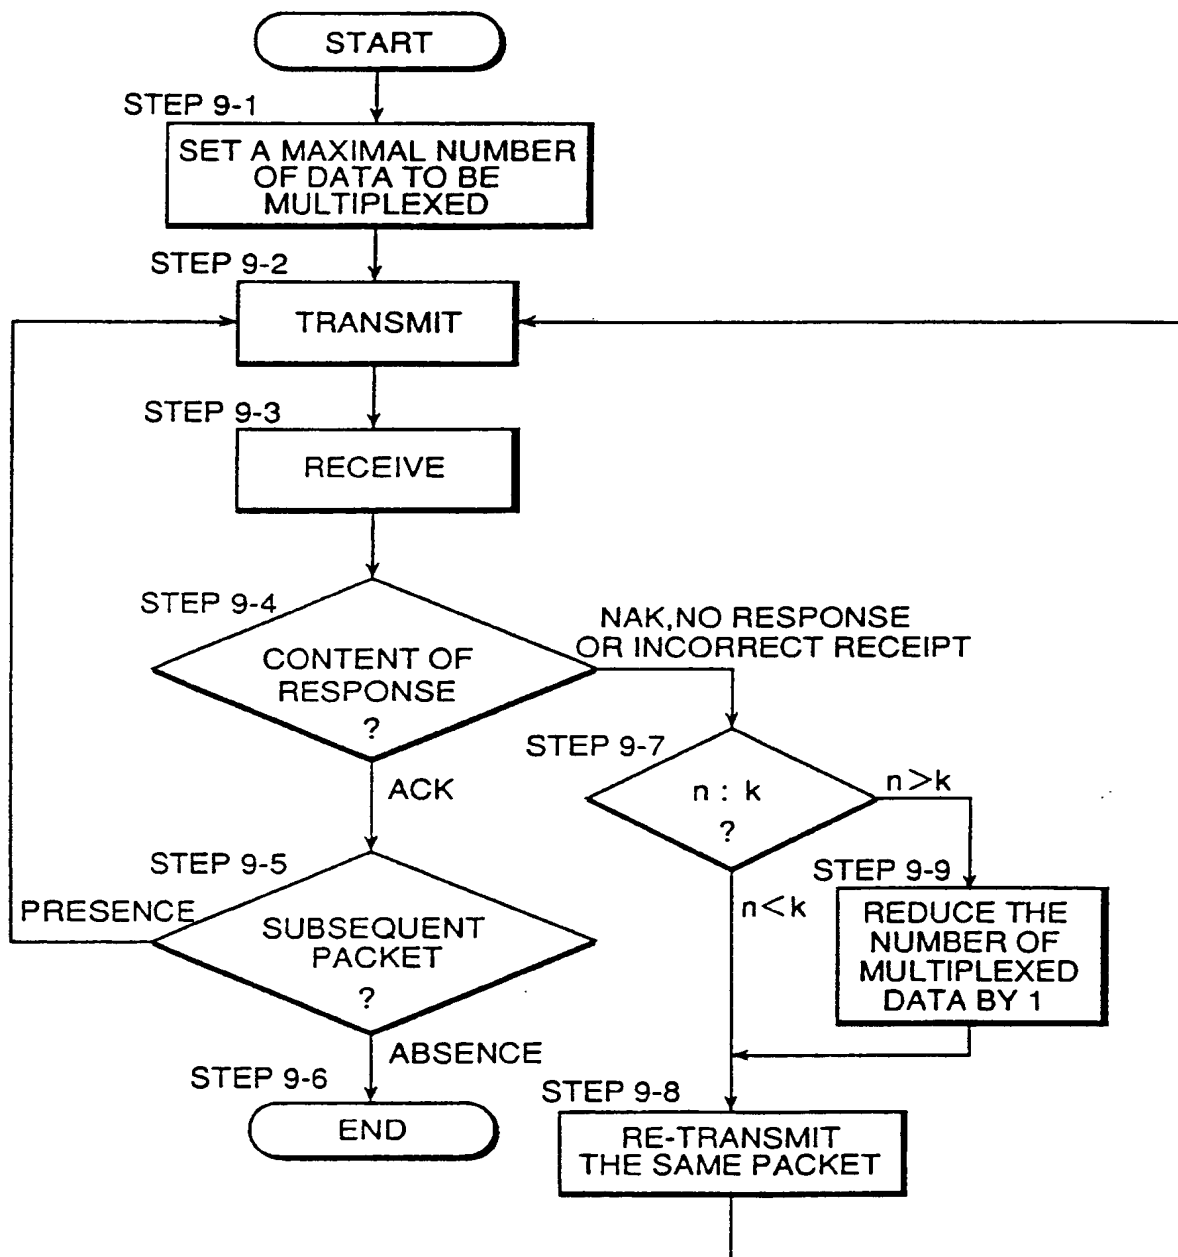 START
STEP 9-1
SET A MAXIMAL NUMBER
OF DATA TO BE
MULTIPLEXED
STEP 9-2
TRANSMIT
STEP 9-3
RECEIVE
STEP 9-4
CONTENT OF
RESPONSE
?
NAK,NO RESPONSE
OR INCORRECT RECEIPT
STEP 9-7
n : k
?
n>k
ACK
STEP 9-5
PRESENCE
SUBSEQUENT
PACKET
?
n<k
STEP 9-9
REDUCE THE
NUMBER OF
MULTIPLEXED
DATA BY 1
ABSENCE
STEP 9-6
END
STEP 9-8
RE-TRANSMIT
THE SAME PACKET